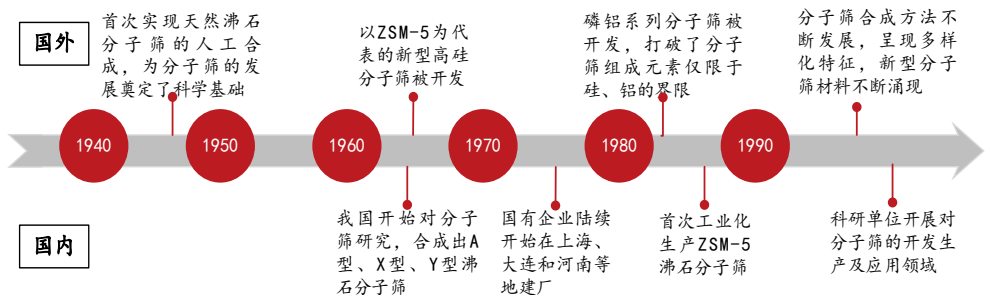 国外
首次实现天然沸石
分子筛的人工合
成，为分子筛的发
展奠定了科学基础
以ZSM-5为代
表的新型高硅
分子筛被开发
磷铝系列分子筛被
开发，打破了分子
筛组成元素仅限于
硅、铝的界限
分子筛合成方法不
断发展，呈现多样
化特征，新型分子
筛材料不断涌现
1940
1950
1960
1970
1980
1990
国内
我国开始对分子
筛研究，合成出A
型、X型、Y型沸
石分子筛
国有企业陆续
开始在上海、
大连和河南等
地建厂
首次工业化
生产ZSM-5
沸石分子筛
科研单位开展对
分子筛的开发生
产及应用领域